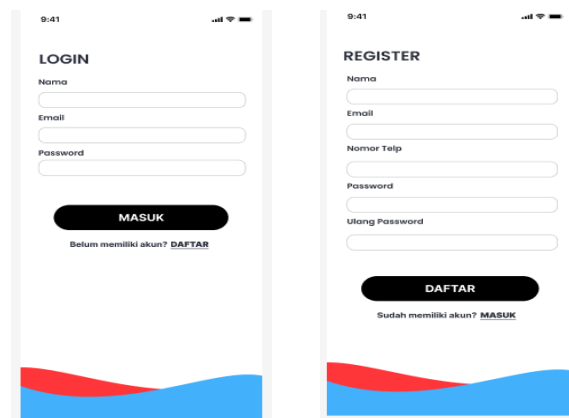 9:41
LOGIN
Nama
Email
Password
MASUK
Belum memiliki akun? DAFTAR
9:41
REGISTER
Nama
Email
Nomor Telp
Password
Ulang Password
DAFTAR
Sudah memiliki akun? MASUK